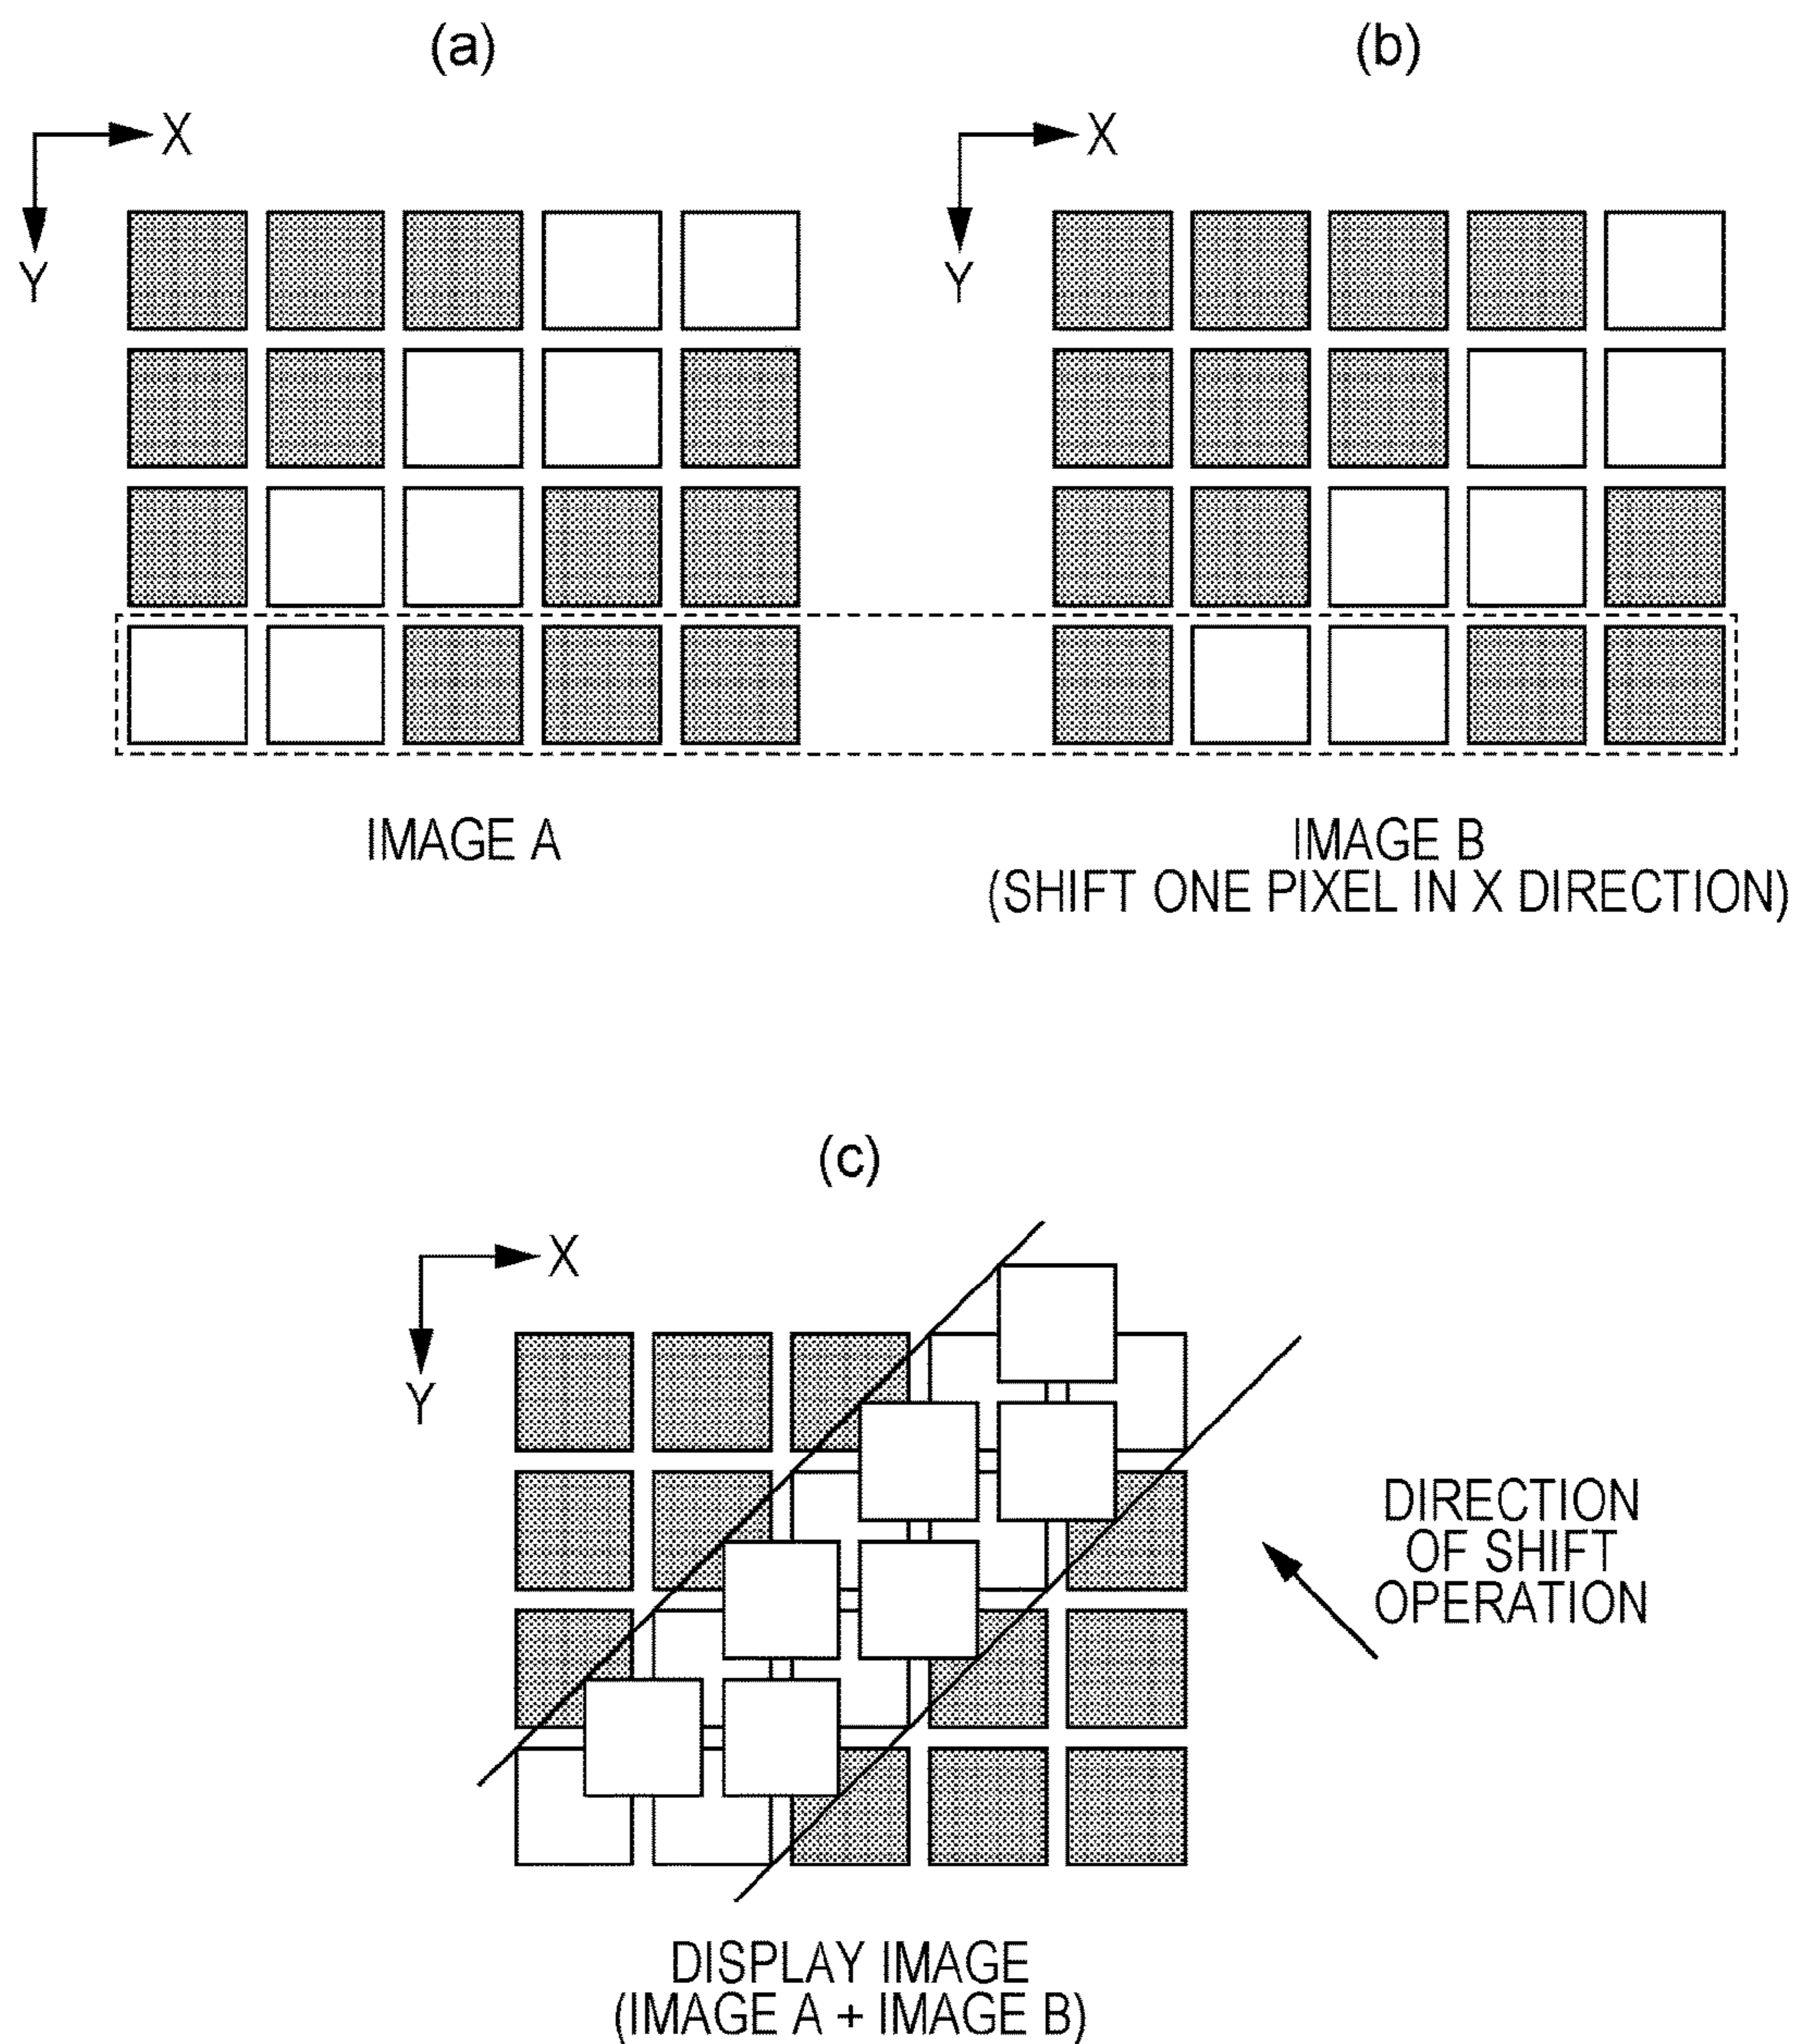 (a)
(b)
X
Y
X
Y
IMAGE A
IMAGE B
(SHIFT ONE PIXEL IN X DIRECTION)
(c)
X
Y
DIRECTION
OF SHIFT
OPERATION
DISPLAY IMAGE
(IMAGE A + IMAGE B)